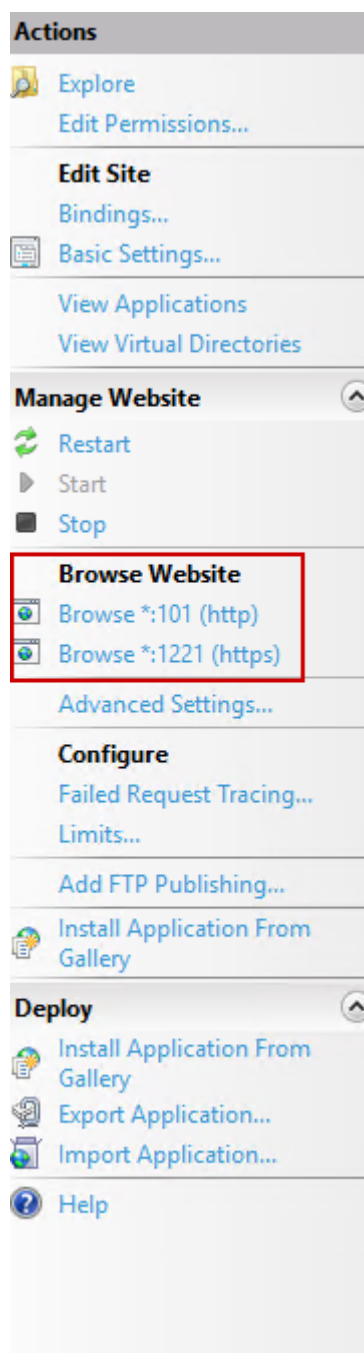 Actions
Explore
Edit Permissions...
Edit Site
Bindings...
Basic Settings...
View Applications
View Virtual Directories
Manage Website
Restart
Start
Stop
Browse Website
Browse *:101 (http)
Browse *:1221 (https)
Advanced Settings...
Configure
Failed Request Tracing...
Limits...
Add FTP Publishing...
Install Application From
Gallery
Deploy
Install Application From
Gallery
Export Application...
Import Application...
Help